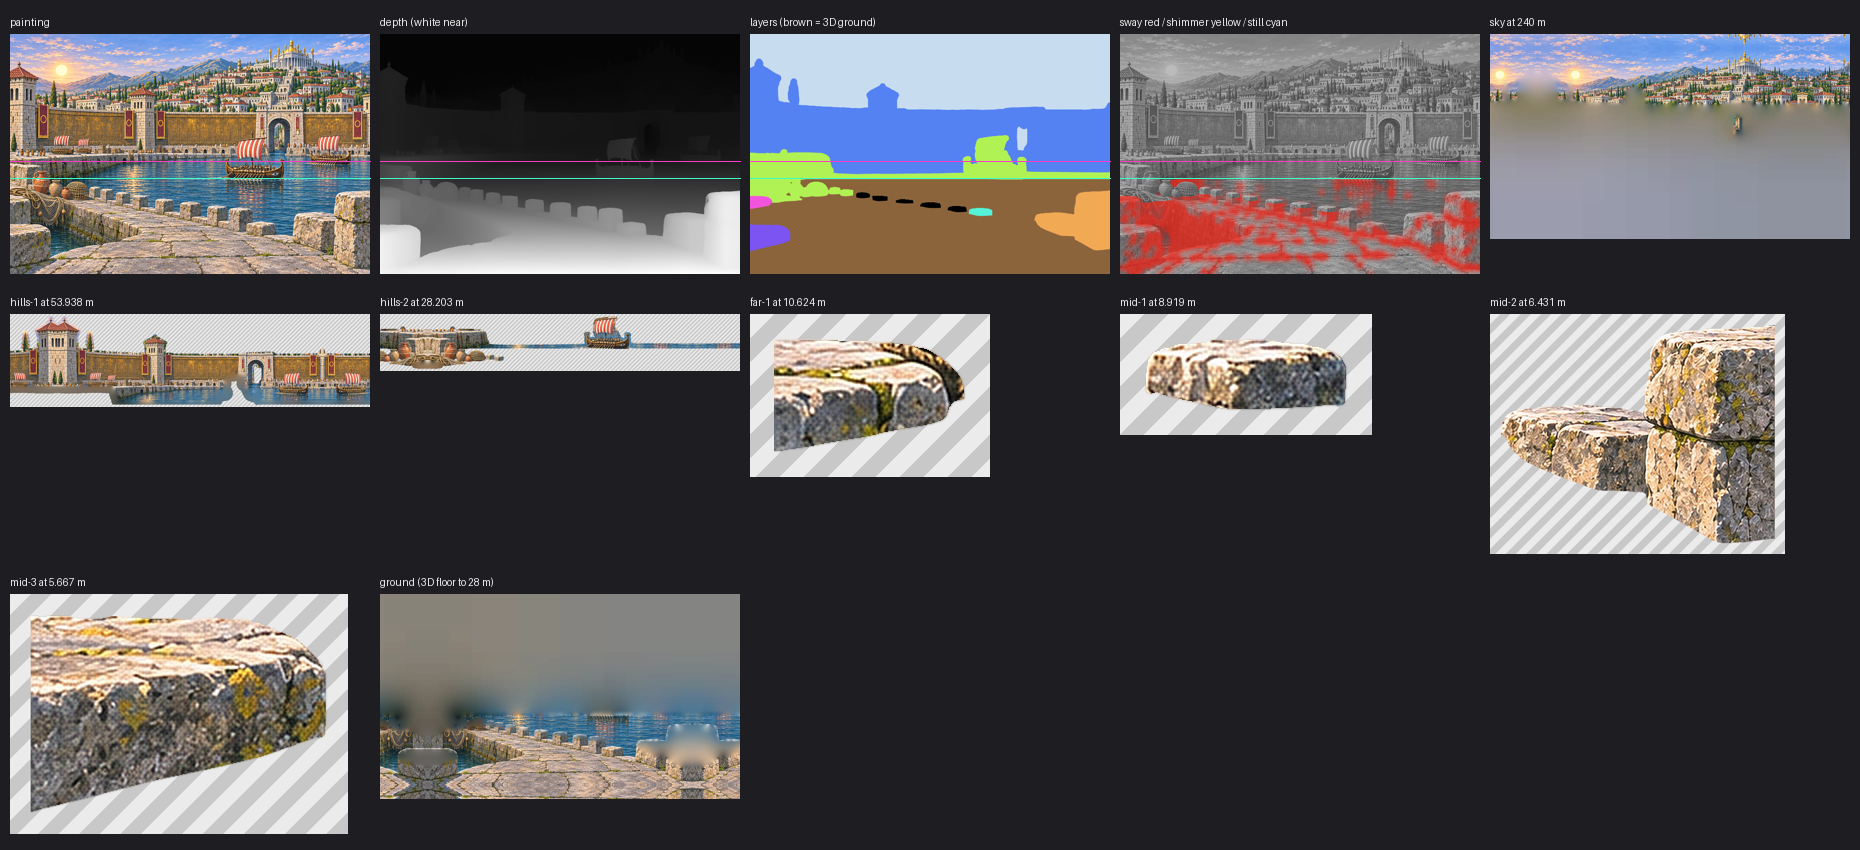 painting
depth (white near)
layers (brown = 3D ground)
sway red / shimmer yellow / still cyan
sky at 240 m
hills-1 at 53.938 m
hills-2 at 28.203 m
far-1 at 10.624 m
mid-1 at 8.919 m
mid-2 at 6.431 m
mid-3 at 5.667 m
ground (3D floor to 28 m)